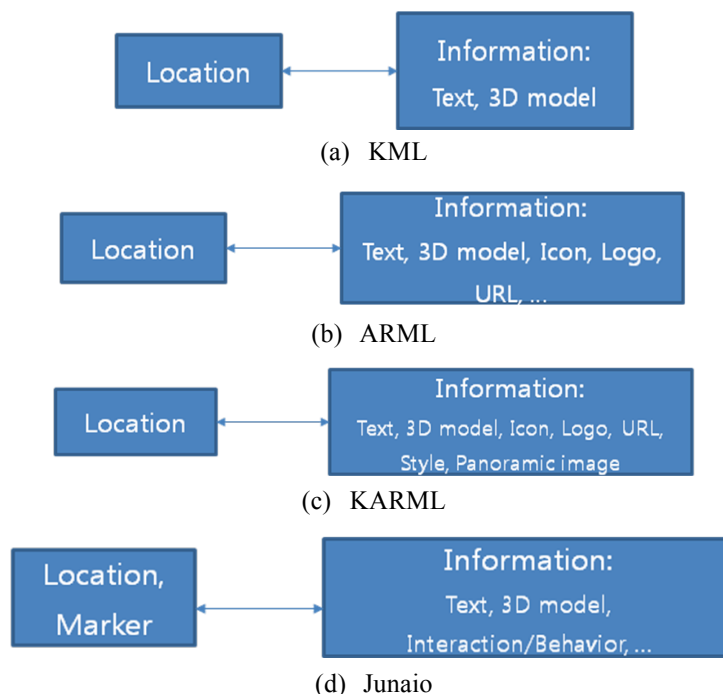 Location
Information:
Text, 3D model
(a) KML
Location
Information:
Text, 3D model, Icon, Logo,
URL, ...
(b) ARML
Location
Information:
Text, 3D model, Icon, Logo, URL,
Style, Panoramic image
(c) KARML
Location,
Marker
Information:
Text, 3D model,
Interaction/Behavior, ...
(d) Junaio